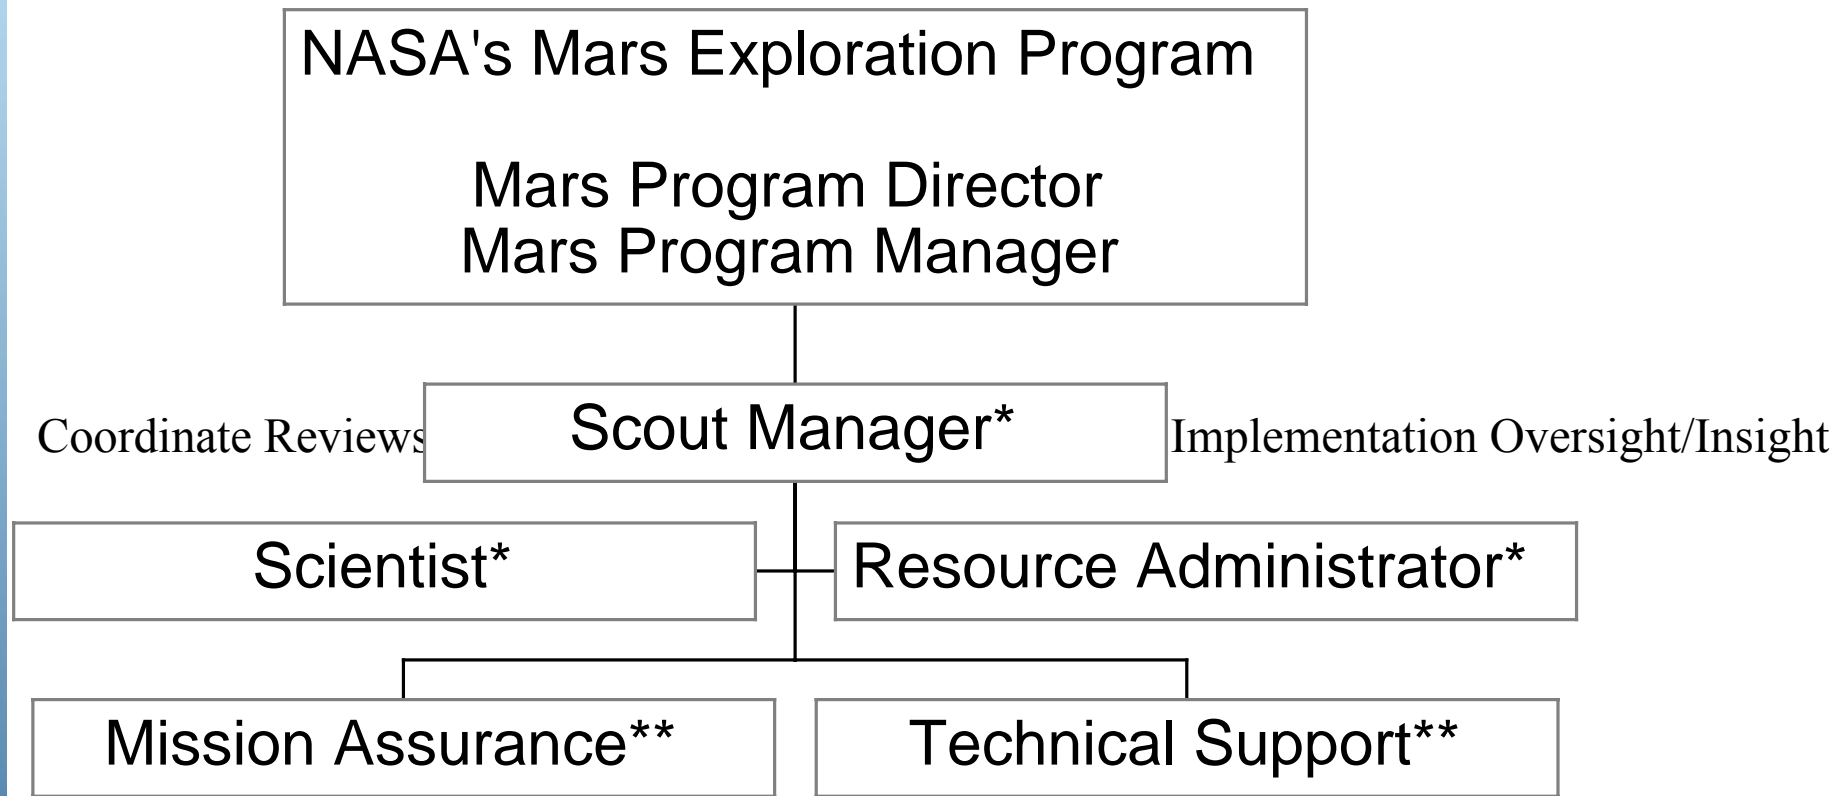 NASA's Mars Exploration Program
Mars Program Director
Mars Program Manager
Coordinate Reviews
Scout Manager*
Implementation Oversight/Insight
Scientist*
Resource Administrator*
Mission Assurance**
Technical Support**